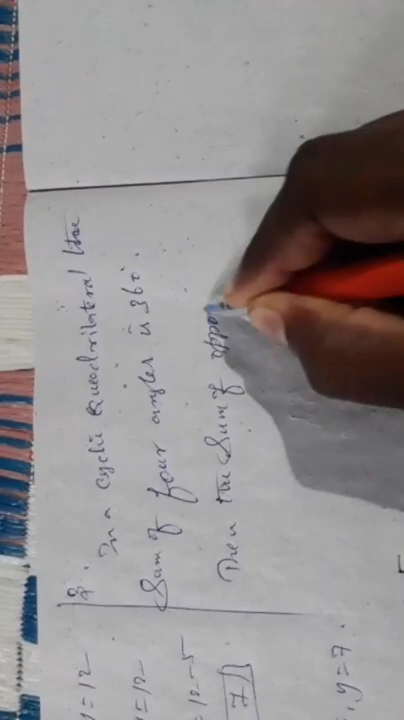 Q.
In a cyclic Quadrilateral the
Sum of four angles is 360°.
Then the Sum of oppo
y = 12
y = 12
= 12 - 5
7
y = 7.